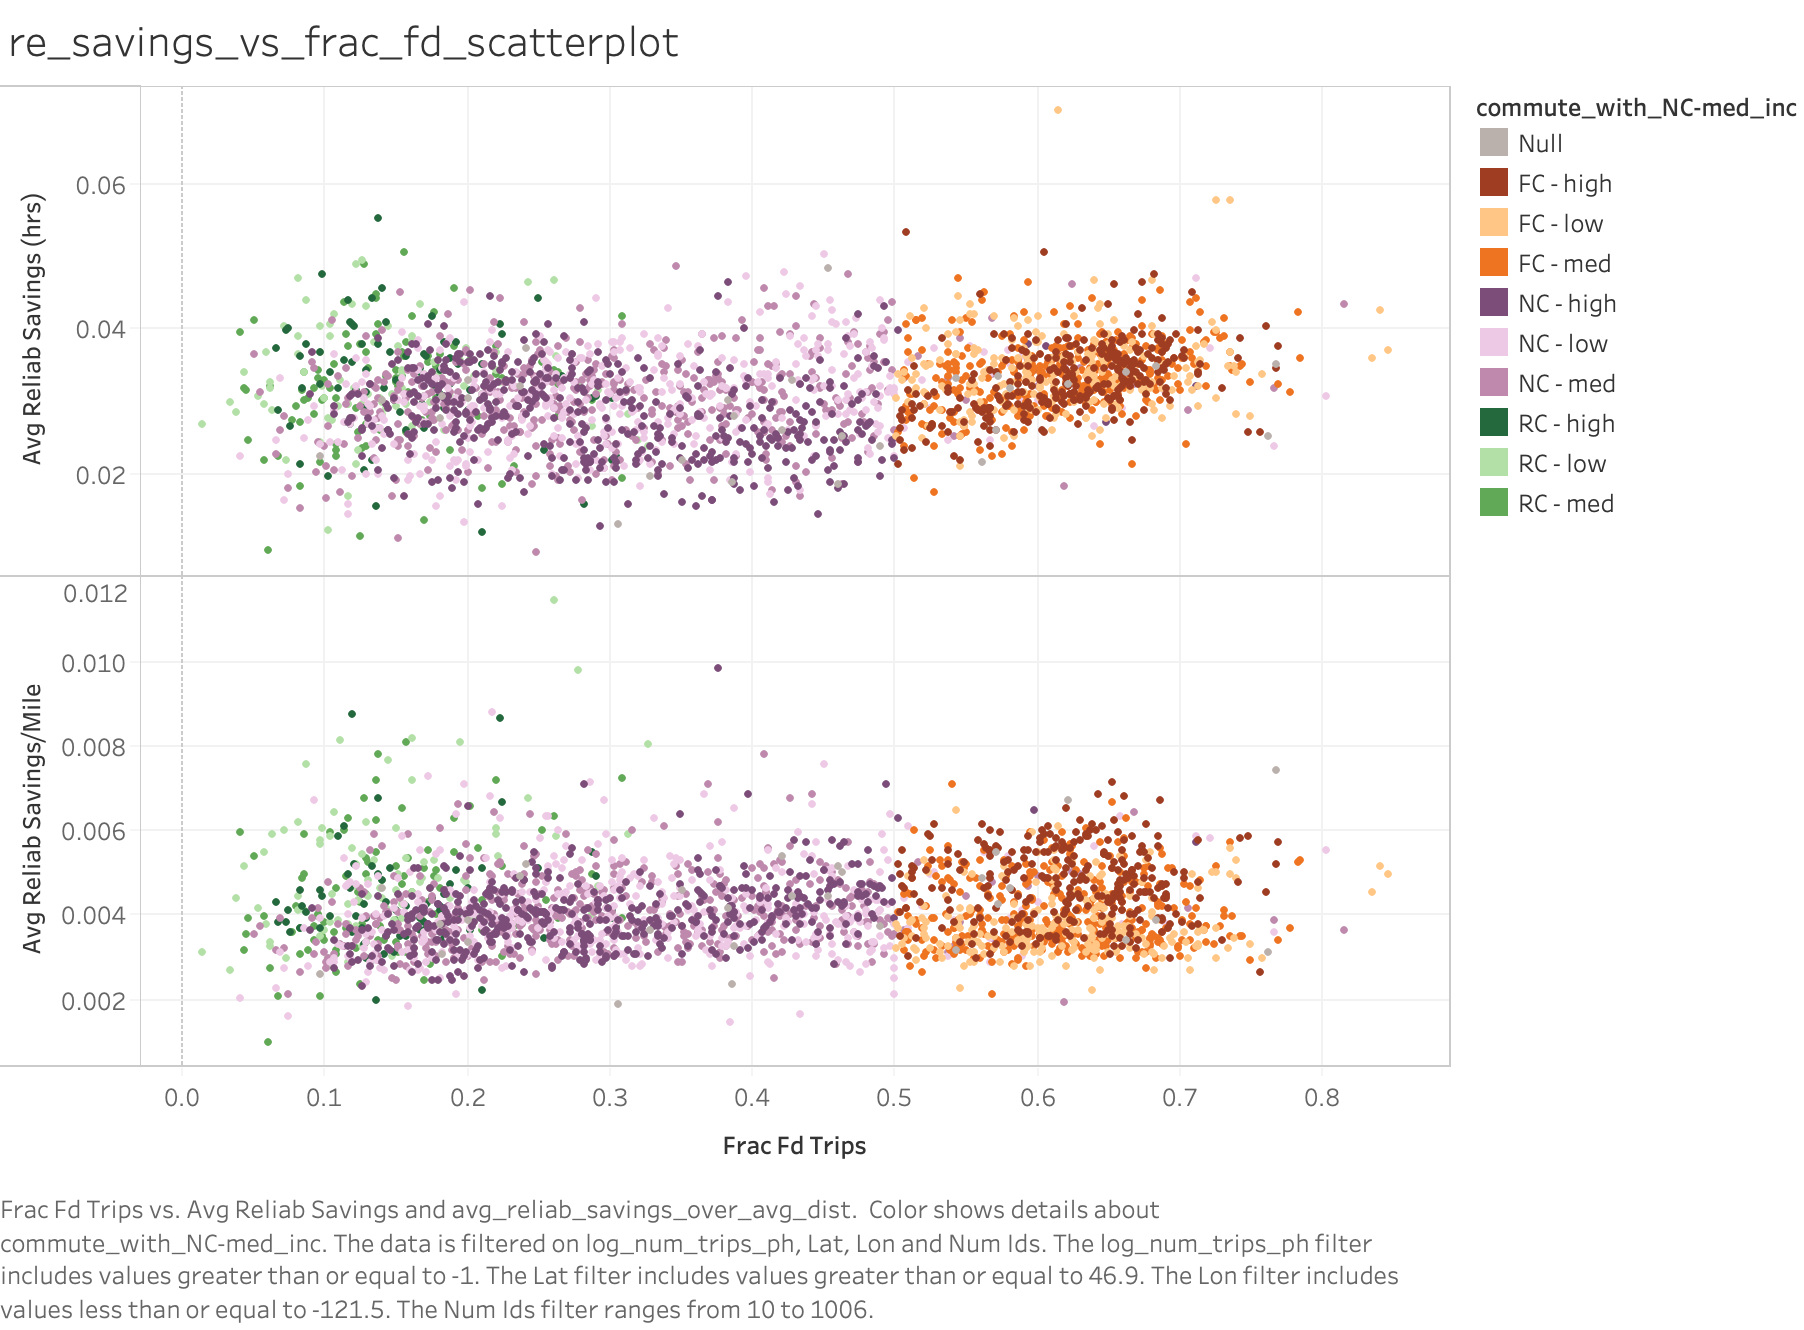 re_savings_vs_frac_fd_scatterplot
commute_with_NC-med_inc
Null
FC - high
FC - low
FC - med
NC - high
NC - low
NC - med
RC - high
RC - low
RC - med
Avg Reliab Savings (hrs)
0.06
0.04
0.02
Avg Reliab Savings/Mile
0.012
0.010
0.008
0.006
0.004
0.002
0.0 0.1 0.2 0.3 0.4 0.5 0.6 0.7 0.8
Frac Fd Trips
Frac Fd Trips vs. Avg Reliab Savings and avg_reliab_savings_over_avg_dist.  Color shows details about
commute_with_NC-med_inc. The data is filtered on log_num_trips_ph, Lat, Lon and Num Ids. The log_num_trips_ph filter
includes values greater than or equal to -1. The Lat filter includes values greater than or equal to 46.9. The Lon filter includes
values less than or equal to -121.5. The Num Ids filter ranges from 10 to 1006.